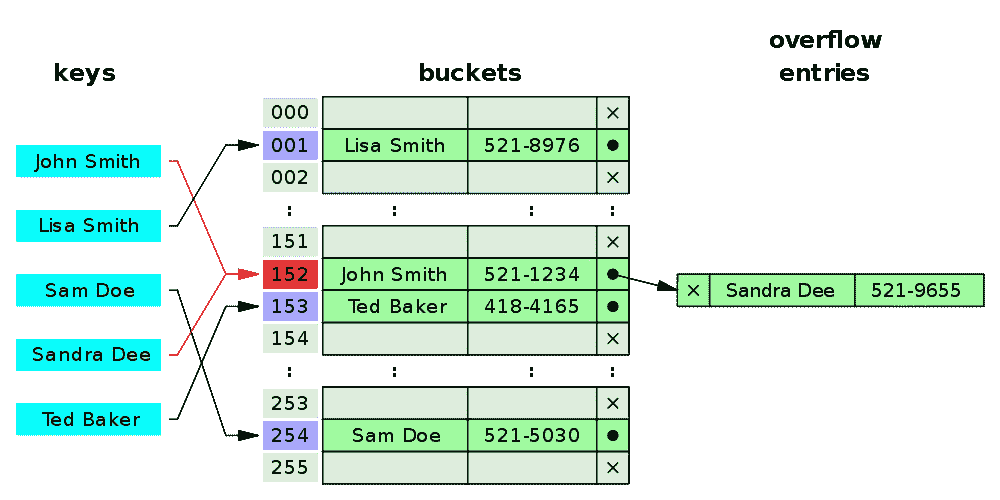 overflow
keys buckets entries
000 ×
John Smith 001 Lisa Smith 521-8976 ●
002 ×
Lisa Smith : : : :
151 ×
Sam Doe 152 John Smith 521-1234 ● × Sandra Dee 521-9655
153 Ted Baker 418-4165 ●
Sandra Dee 154 ×
: : : :
Ted Baker 253 ×
254 Sam Doe 521-5030 ●
255 ×